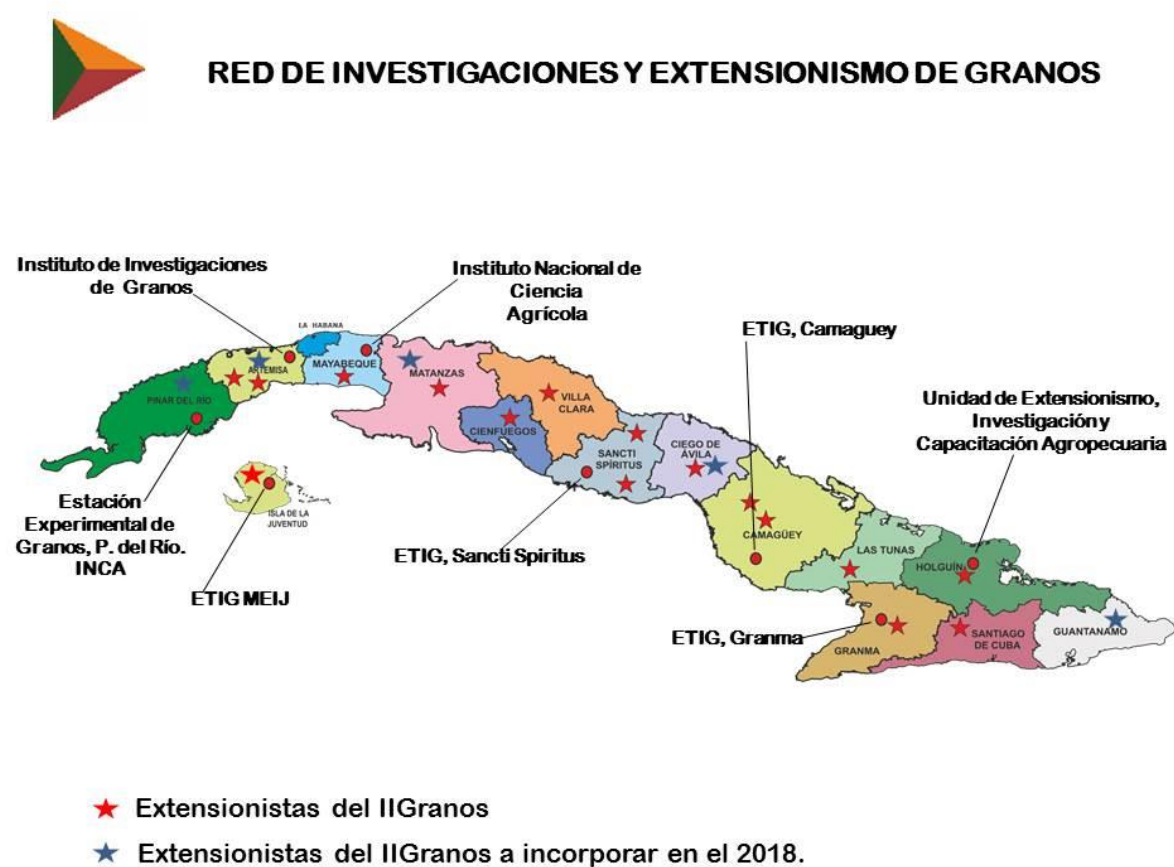 RED DE INVESTIGACIONES Y EXTENSIONISMO DE GRANOS
Instituto de Investigaciones
de Granos
Instituto Nacional de
Ciencia
Agrícola
ETIG, Camaguey
Unidad de Extensionismo,
Investigación y
Capacitación Agropecuaria
LA HABANA
ARTEMISA
MAYABEQUE
MATANZAS
PINAR DEL RÍO
VILLA
CLARA
CIENFUEGOS
SANCTI
SPÍRITUS
CIEGO DE
ÁVILA
CAMAGÜEY
LAS TUNAS
HOLGUÍN
GRANMA
SANTIAGO
DE CUBA
GUANTÁNAMO
ISLA DE LA
JUVENTUD
Estación
Experimental de
Granos, P. del Río.
INCA
ETIG MEIJ
ETIG, Sancti Spiritus
ETIG, Granma
Extensionistas del IIGranos
Extensionistas del IIGranos a incorporar en el 2018.